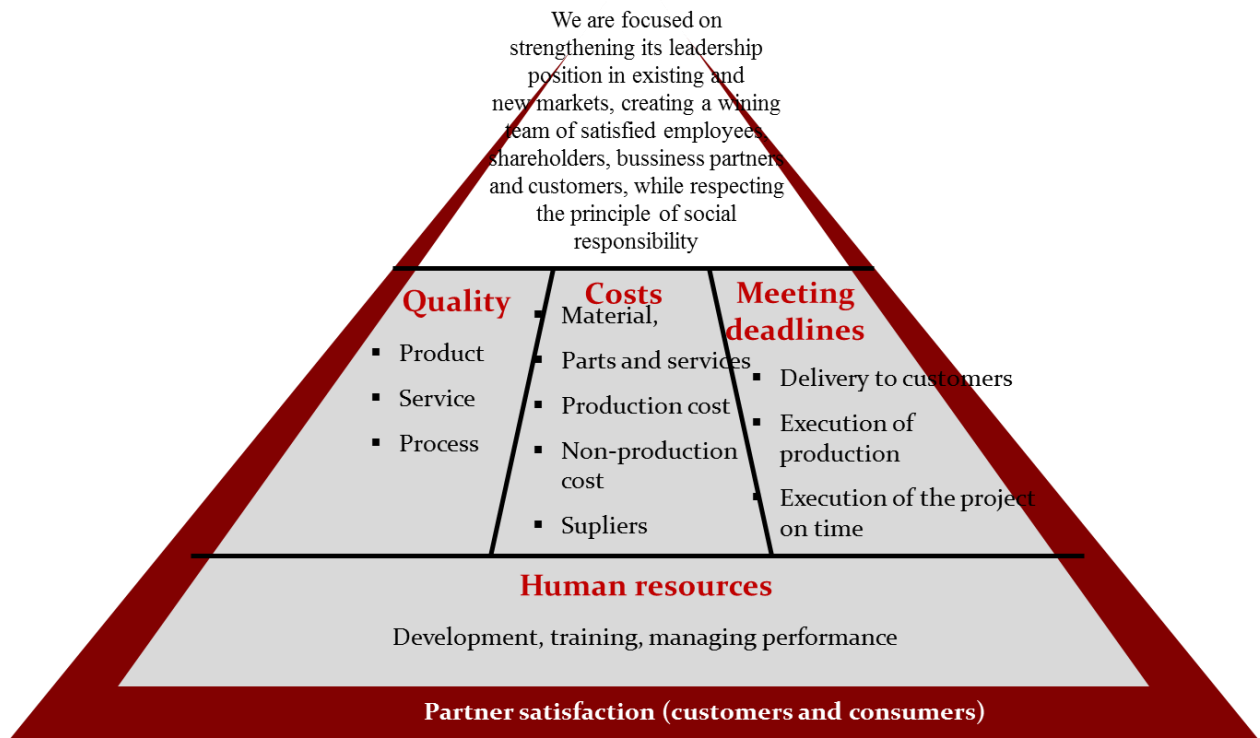 We are focused on
strengthening its leadership
position in existing and
new markets, creating a wining
team of satisfied employees,
shareholders, bussiness partners
and customers, while respecting
the principle of social
responsibility
Quality
▪ Product
▪ Service
▪ Process
Costs
▪ Material,
▪ Parts and services
▪ Production cost
▪ Non-production
cost
▪ Supliers
Meeting
deadlines
▪ Delivery to customers
▪ Execution of
production
▪ Execution of the project
on time
Human resources
Development, training, managing performance
Partner satisfaction (customers and consumers)